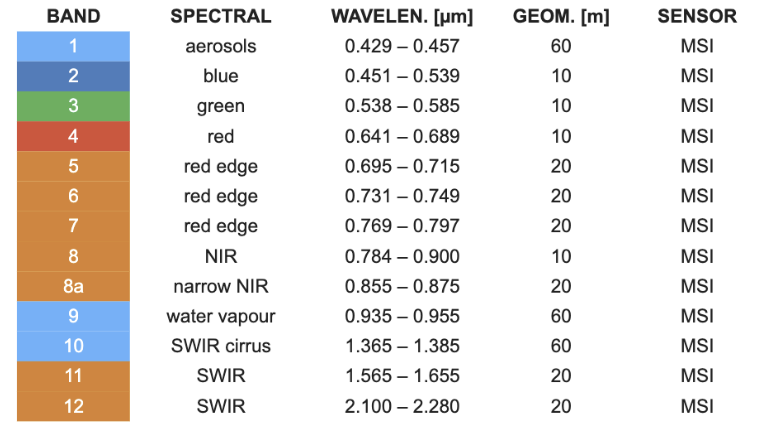 BAND SPECTRAL WAVELEN. [µm] GEOM. [m] SENSOR
1 aerosols 0.429 – 0.457 60 MSI
2 blue 0.451 – 0.539 10 MSI
3 green 0.538 – 0.585 10 MSI
4 red 0.641 – 0.689 10 MSI
5 red edge 0.695 – 0.715 20 MSI
6 red edge 0.731 – 0.749 20 MSI
7 red edge 0.769 – 0.797 20 MSI
8 NIR 0.784 – 0.900 10 MSI
8a narrow NIR 0.855 – 0.875 20 MSI
9 water vapour 0.935 – 0.955 60 MSI
10 SWIR cirrus 1.365 – 1.385 60 MSI
11 SWIR 1.565 – 1.655 20 MSI
12 SWIR 2.100 – 2.280 20 MSI